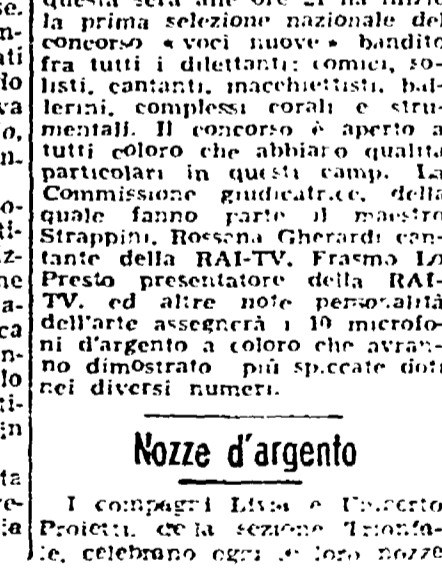 se.
questa sera alle ore 21 ha inizio
la prima selezione nazionale del
concorso « voci nuove » bandito
fra tutti i dilettanti: comici, so-
listi, cantanti, macchiettisti, bal-
lerini, complessi corali e stru-
mentali. Il concorso è aperto a
tutti coloro che abbiano qualità
particolari in questi camp. La
Commissione giudicatrice, della
quale fanno parte il maestro
Strappini, Rossana Gherardi can-
tante della RAI-TV, Erasmo Lo
Presto presentatore della RAI-
TV, ed altre note personalità
dell'arte assegnerà i 10 microfo-
ni d'argento a coloro che avran-
no dimostrato più spiccate doti
nei diversi numeri.
Nozze d'argento
I compagni e Umberto
Proietti, della sezione Trionfa-
le, celebrano oggi le loro nozze